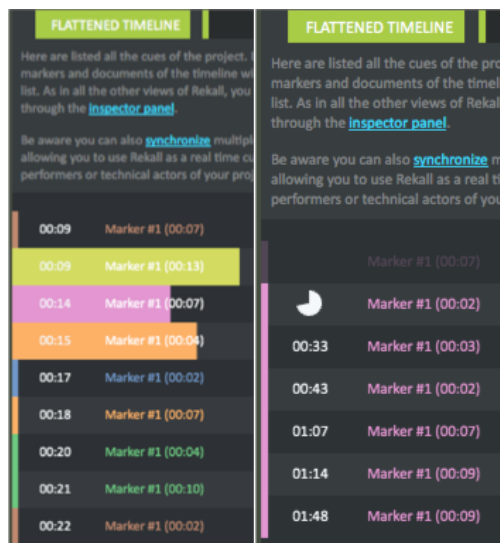 FLATTENED TIMELINE
Here are listed all the cues of the project.
markers and documents of the timeline
list. As in all the other views of Rekall, you
through the inspector panel.
Be aware you can also synchronize
allowing you to use Rekall as a real time
performers or technical actors of your
00:09 Marker #1 (00:07)
00:09 Marker #1 (00:13)
00:14 Marker #1 (00:07)
00:15 Marker #1 (00:04)
00:17 Marker #1 (00:02)
00:18 Marker #1 (00:07)
00:20 Marker #1 (00:04)
00:21 Marker #1 (00:10)
00:22 Marker #1 (00:02)
FLATTENED TIMELINE
Here are listed all the cues of the
markers and documents of the
list. As in all the other views of Rekall,
through the inspector panel.
Be aware you can also synchronize
allowing you to use Rekall as a real
performers or technical actors of
Marker #1 (00:07)
Marker #1 (00:02)
00:33 Marker #1 (00:03)
00:43 Marker #1 (00:02)
01:07 Marker #1 (00:07)
01:14 Marker #1 (00:09)
01:48 Marker #1 (00:09)